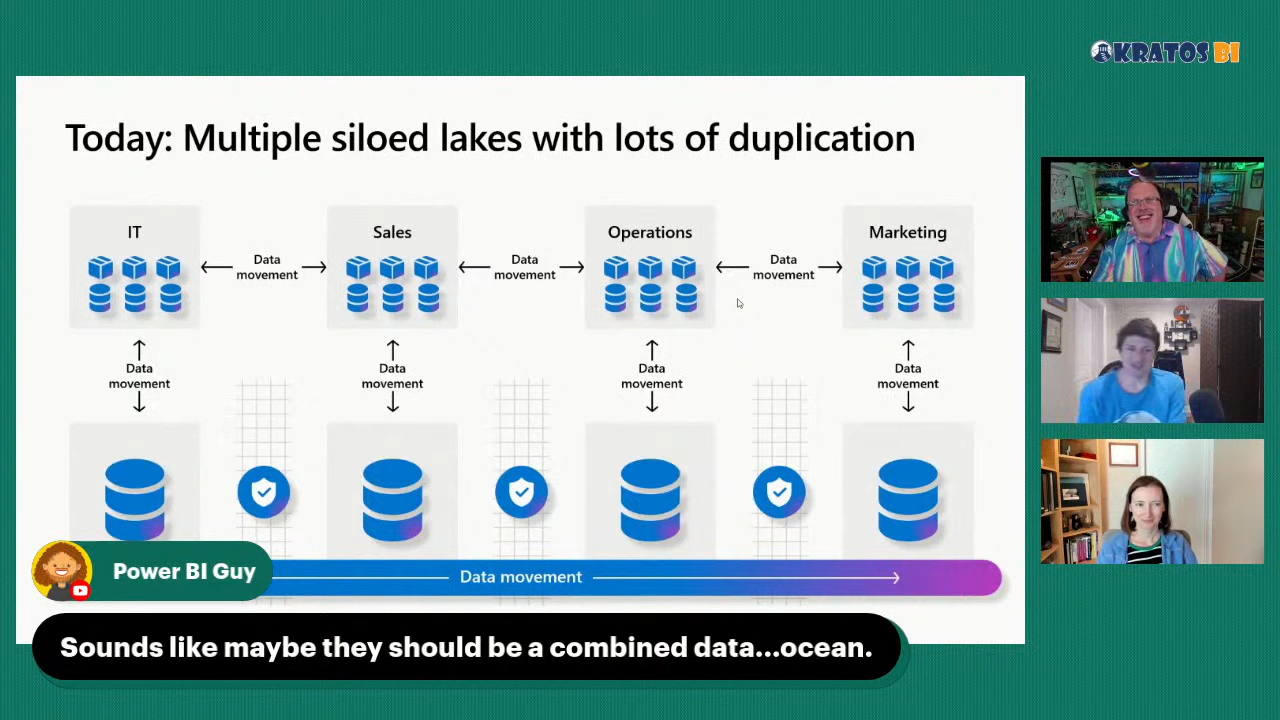 KRATOS BI
Today: Multiple siloed lakes with lots of duplication
IT
Sales
Operations
Marketing
Data
movement
Data
movement
Data
movement
Data
movement
Data
movement
Data
movement
Data
movement
Data movement
Power BI Guy
Sounds like maybe they should be a combined data...ocean.